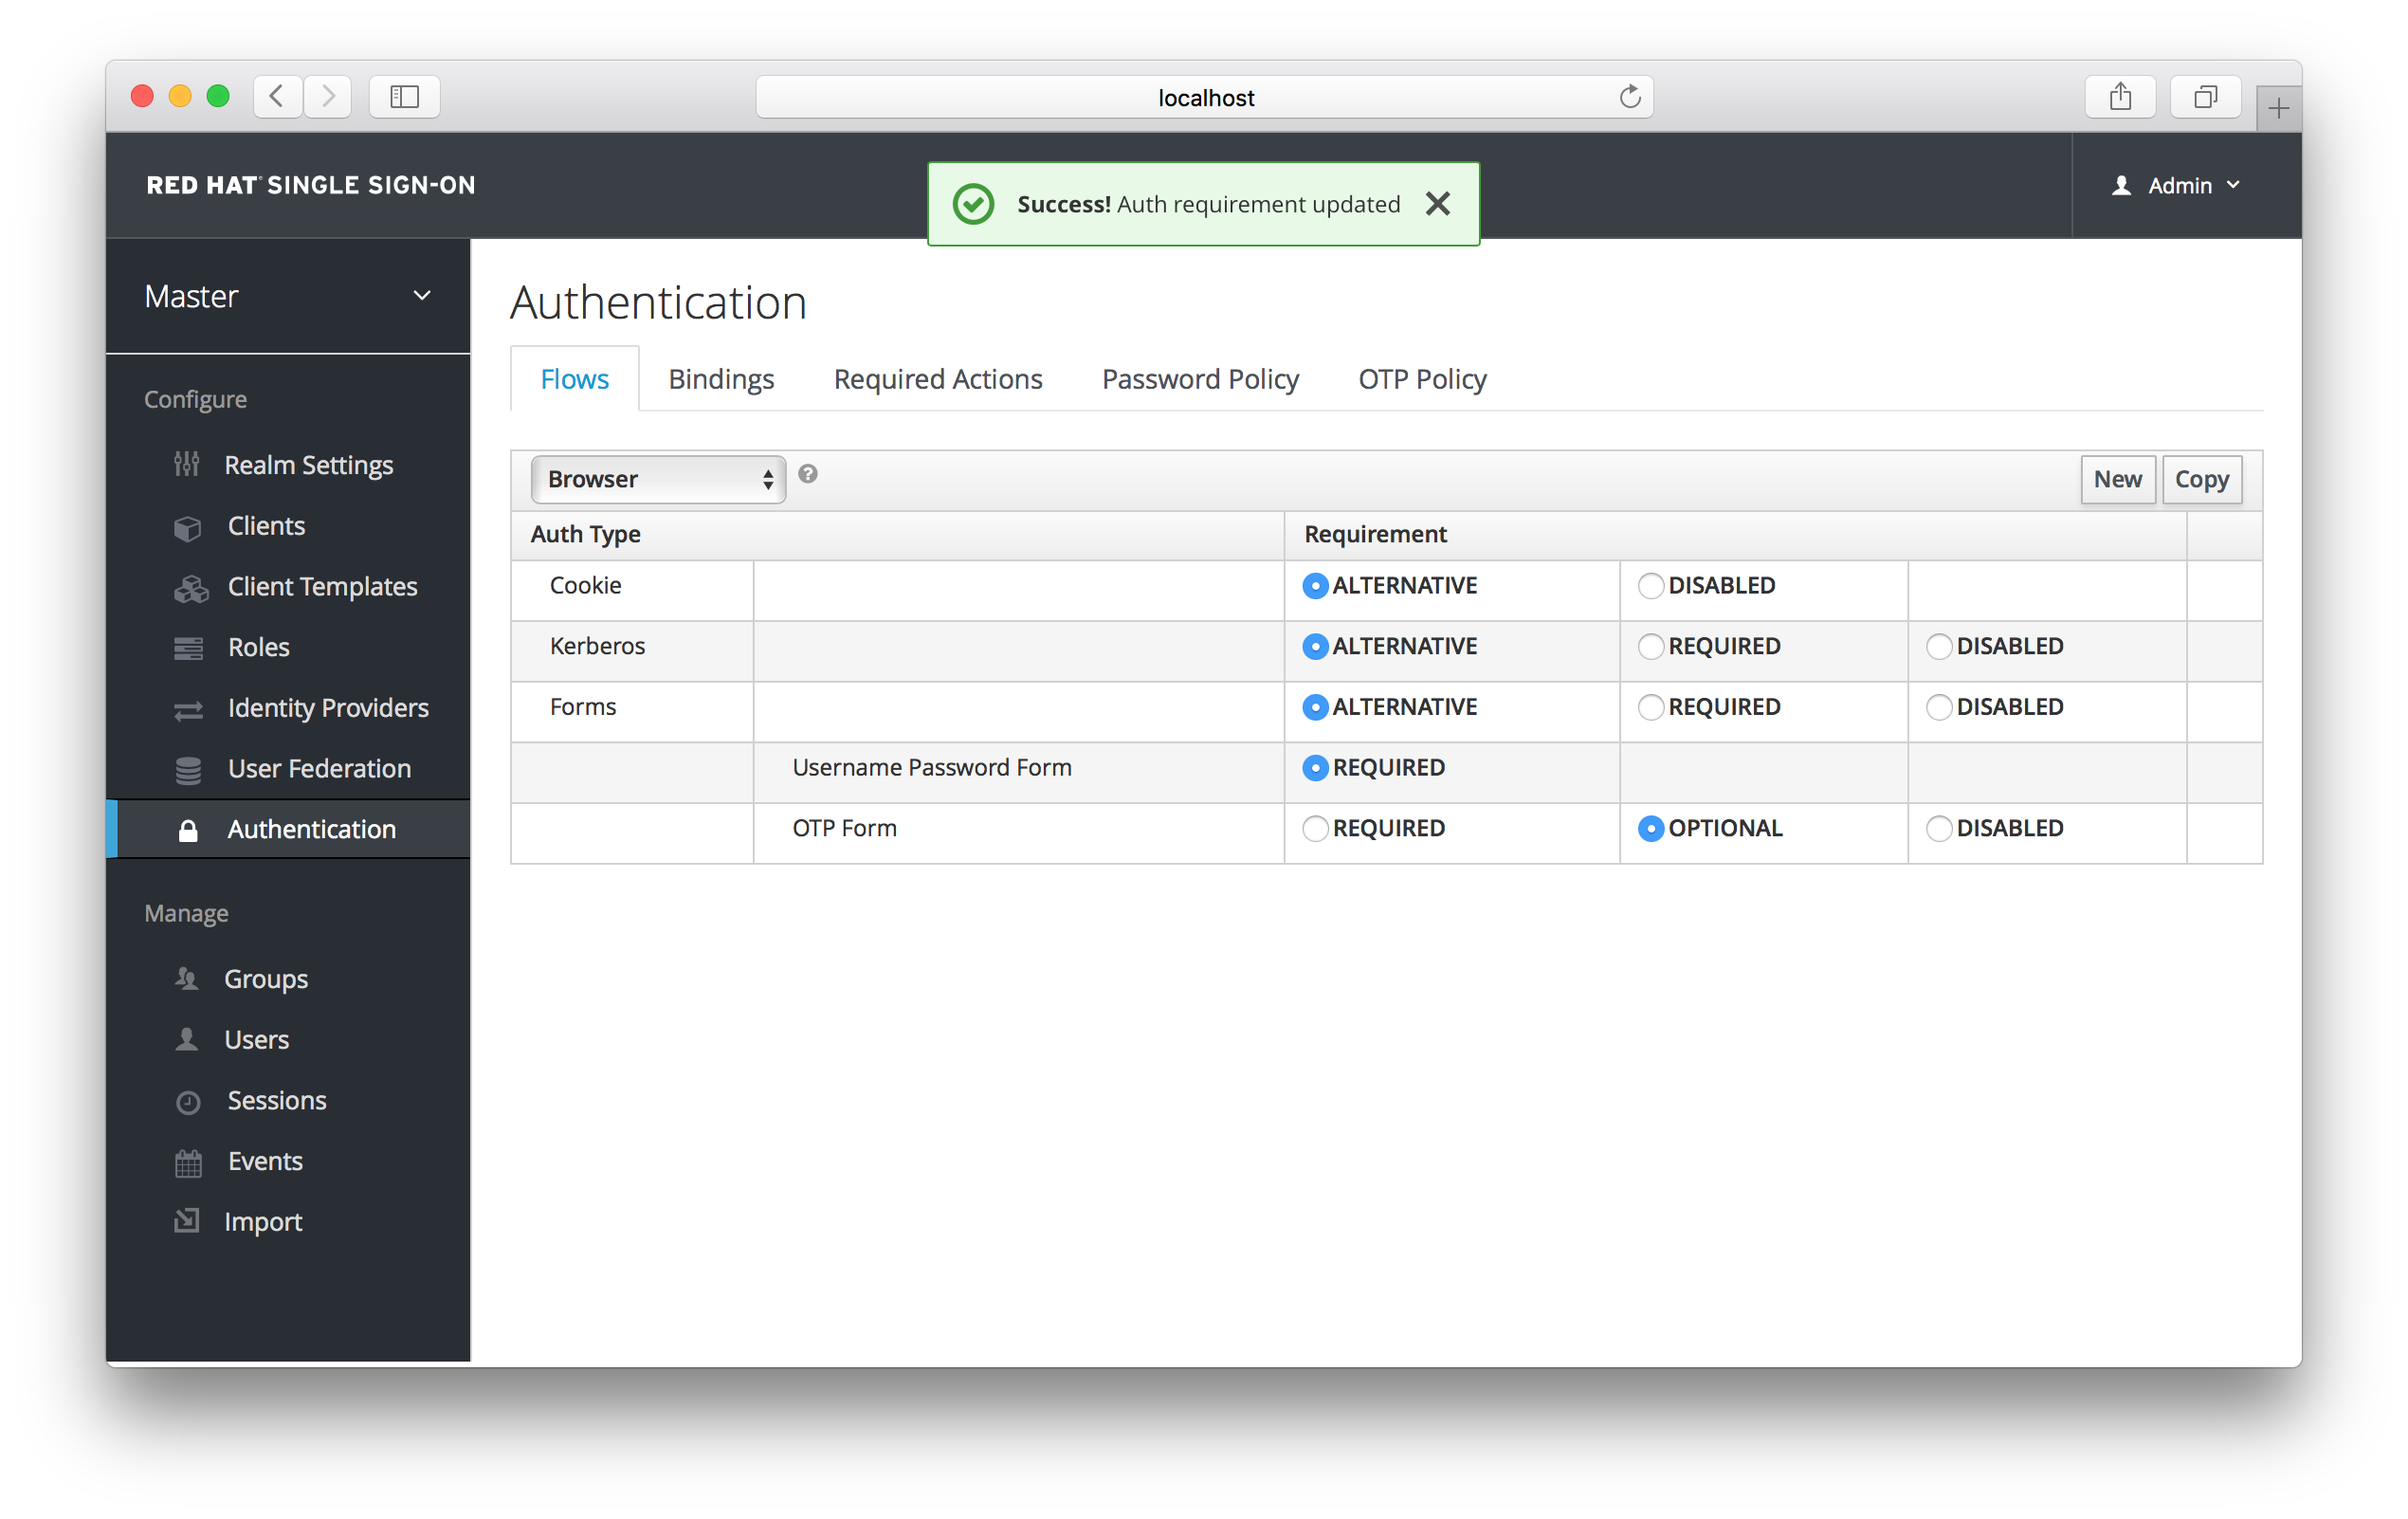 localhost
RED HAT SINGLE SIGN-ON
Success! Auth requirement updated
Admin
Master
Authentication
Flows Bindings Required Actions Password Policy OTP Policy
Configure
Realm Settings
Clients
Client Templates
Roles
Identity Providers
User Federation
Authentication
Manage
Groups
Users
Sessions
Events
Import
Browser New Copy
Auth Type Requirement
Cookie ALTERNATIVE DISABLED
Kerberos ALTERNATIVE REQUIRED DISABLED
Forms ALTERNATIVE REQUIRED DISABLED
Username Password Form REQUIRED
OTP Form REQUIRED OPTIONAL DISABLED